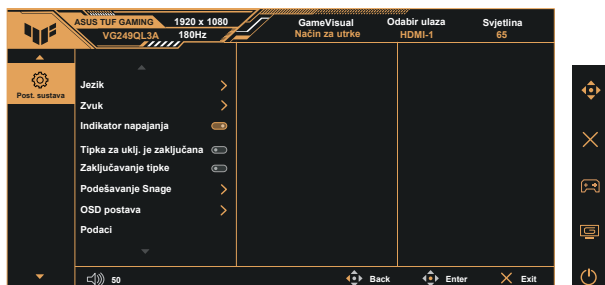 ASUS TUF GAMING 1920 x 1080
VG249QL3A 180Hz
GameVisual
Način za utrke
Odabir ulaza
HDMI-1
Svjetlina
65
Post. sustava
Jezik
Zvuk
Indikator napajanja
Tipka za uklj. je zaključana
Zaključavanje tipke
Podešavanje Snage
OSD postava
Podaci
50 Back Enter Exit